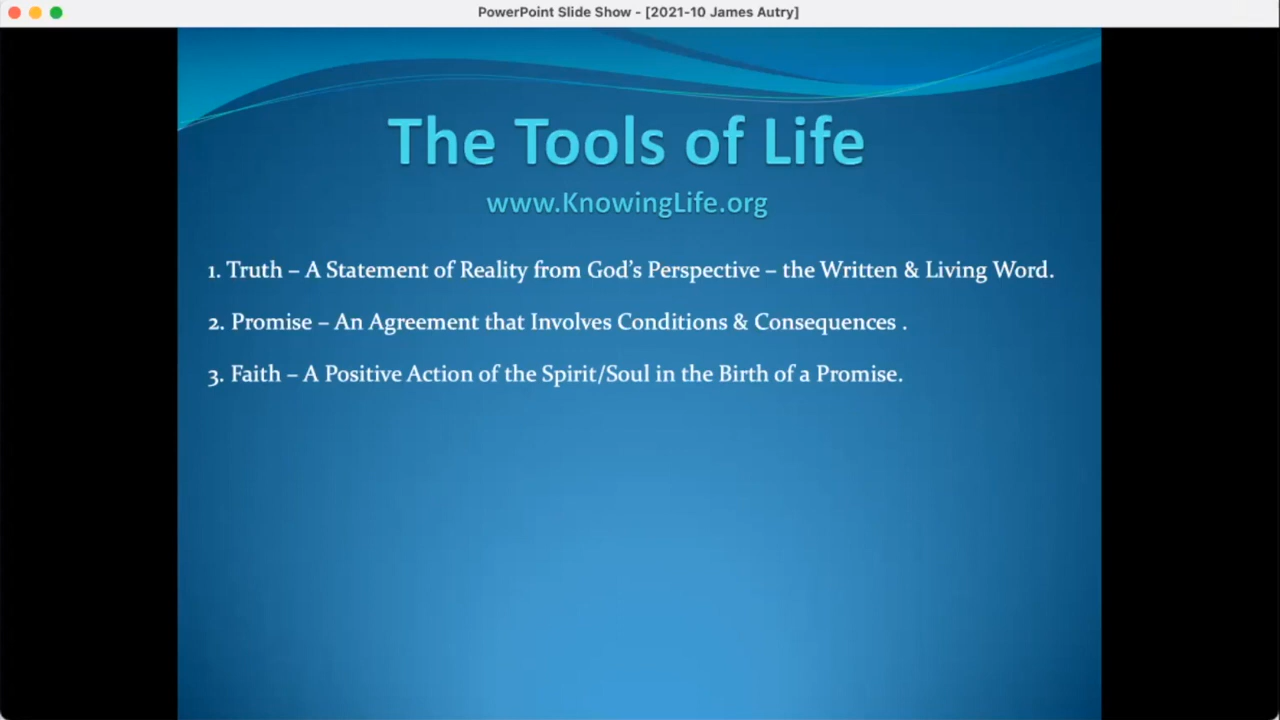 PowerPoint Slide Show - [2021-10 James Autry]
The Tools of Life
www.KnowingLife.org
1. Truth – A Statement of Reality from God’s Perspective – the Written & Living Word.
2. Promise – An Agreement that Involves Conditions & Consequences .
3. Faith – A Positive Action of the Spirit/Soul in the Birth of a Promise.